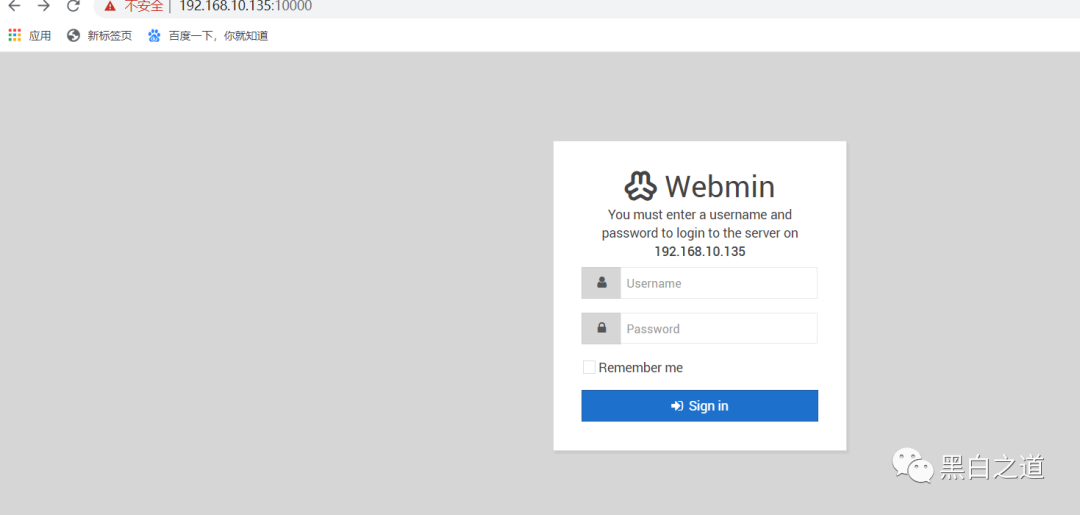 不安全 | 192.168.10.135:10000
应用 新标签页 百度一下，你就知道
Webmin
You must enter a username and
password to login to the server on
192.168.10.135
Username
Password
Remember me
Sign in
黑白之道